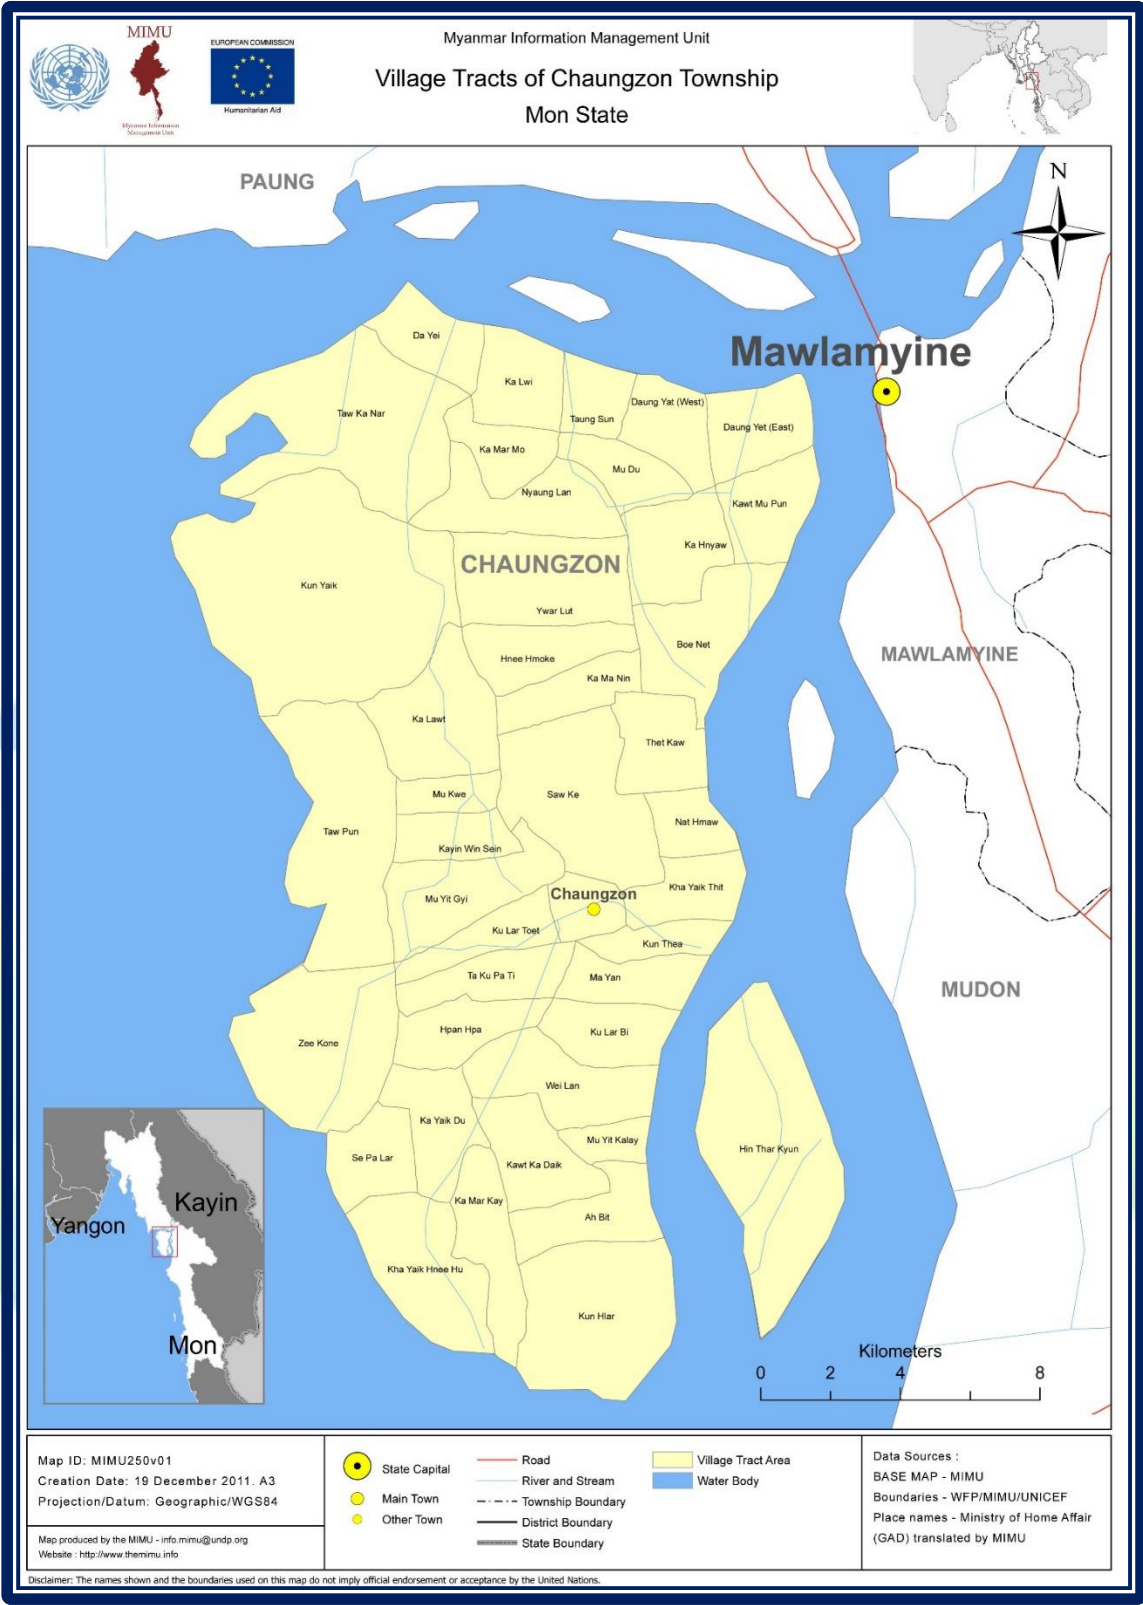 MIMU
Myanmar Information
Management Unit
EUROPEAN COMMISSION
Humanitarian Aid
Myanmar Information Management Unit
Village Tracts of Chaungzon Township
Mon State
PAUNG
N
Da Yei
Mawlamyine
Ka Lwi
Taw Ka Nar
Daung Yat (West)
Taung Sun
Daung Yet (East)
Ka Mar Mo
Mu Du
Nyaung Lan
Kawt Mu Pun
Ka Hnyaw
CHAUNGZON
Kun Yaik
Ywar Lut
Boe Net
MAWLAMYINE
Hnee Hmoke
Ka Ma Nin
Ka Lawt
Thet Kaw
Mu Kwe
Saw Ke
Nat Hmaw
Taw Pun
Kayin Win Sein
Kha Yaik Thit
Chaungzon
Mu Yit Gyi
Ku Lar Toet
Kun Thea
Ta Ku Pa Ti
Ma Yan
MUDON
Hpan Hpa
Ku Lar Bi
Zee Kone
Wei Lan
Ka Yaik Du
Mu Yit Kalay
Hin Thar Kyun
Se Pa Lar
Kawt Ka Daik
Ka Mar Kay
Ah Bit
Kha Yaik Hnee Hu
Kun Hlar
Kayin
Yangon
Mon
Kilometers
0 2 4 8
Map ID: MIMU250v01
Creation Date: 19 December 2011. A3
Projection/Datum: Geographic/WGS84
Map produced by the MIMU - info.mimu@undp.org
Website : http://www.themimu.info
State Capital
Main Town
Other Town
Road
River and Stream
Township Boundary
District Boundary
State Boundary
Village Tract Area
Water Body
Data Sources :
BASE MAP - MIMU
Boundaries - WFP/MIMU/UNICEF
Place names - Ministry of Home Affair
(GAD) translated by MIMU
Disclaimer: The names shown and the boundaries used on this map do not imply official endorsement or acceptance by the United Nations.